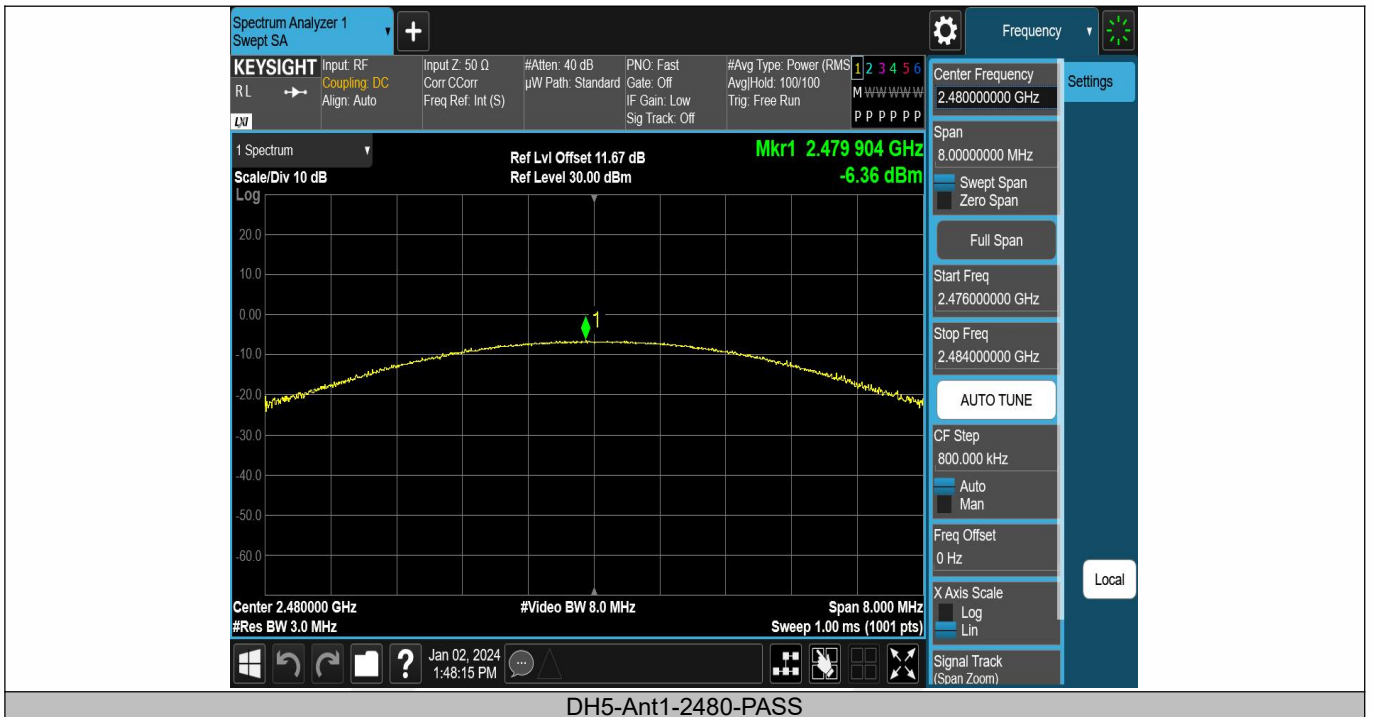 Spectrum Analyzer 1
Swept SA
Frequency
KEYSIGHT
RL
LXI
Input: RF
Coupling: DC
Align: Auto
Input Z: 50 Ω
Corr CCorr
Freq Ref: Int (S)
#Atten: 40 dB
µW Path: Standard
PNO: Fast
Gate: Off
IF Gain: Low
Sig Track: Off
#Avg Type: Power (RMS
Avg|Hold: 100/100
Trig: Free Run
1 2 3 4 5 6
M W W W W W
P P P P P P
1 Spectrum
Scale/Div 10 dB
Log
Ref Lvl Offset 11.67 dB
Ref Level 30.00 dBm
Mkr1 2.479 904 GHz
-6.36 dBm
20.0
10.0
0.00
-10.0
-20.0
-30.0
-40.0
-50.0
-60.0
1
Center 2.480000 GHz
#Res BW 3.0 MHz
#Video BW 8.0 MHz
Span 8.000 MHz
Sweep 1.00 ms (1001 pts)
?
Jan 02, 2024
1:48:15 PM
Center Frequency
2.480000000 GHz
Settings
Span
8.00000000 MHz
Swept Span
Zero Span
Full Span
Start Freq
2.476000000 GHz
Stop Freq
2.484000000 GHz
AUTO TUNE
CF Step
800.000 kHz
Auto
Man
Freq Offset
0 Hz
Local
X Axis Scale
Log
Lin
Signal Track
(Span Zoom)
DH5-Ant1-2480-PASS